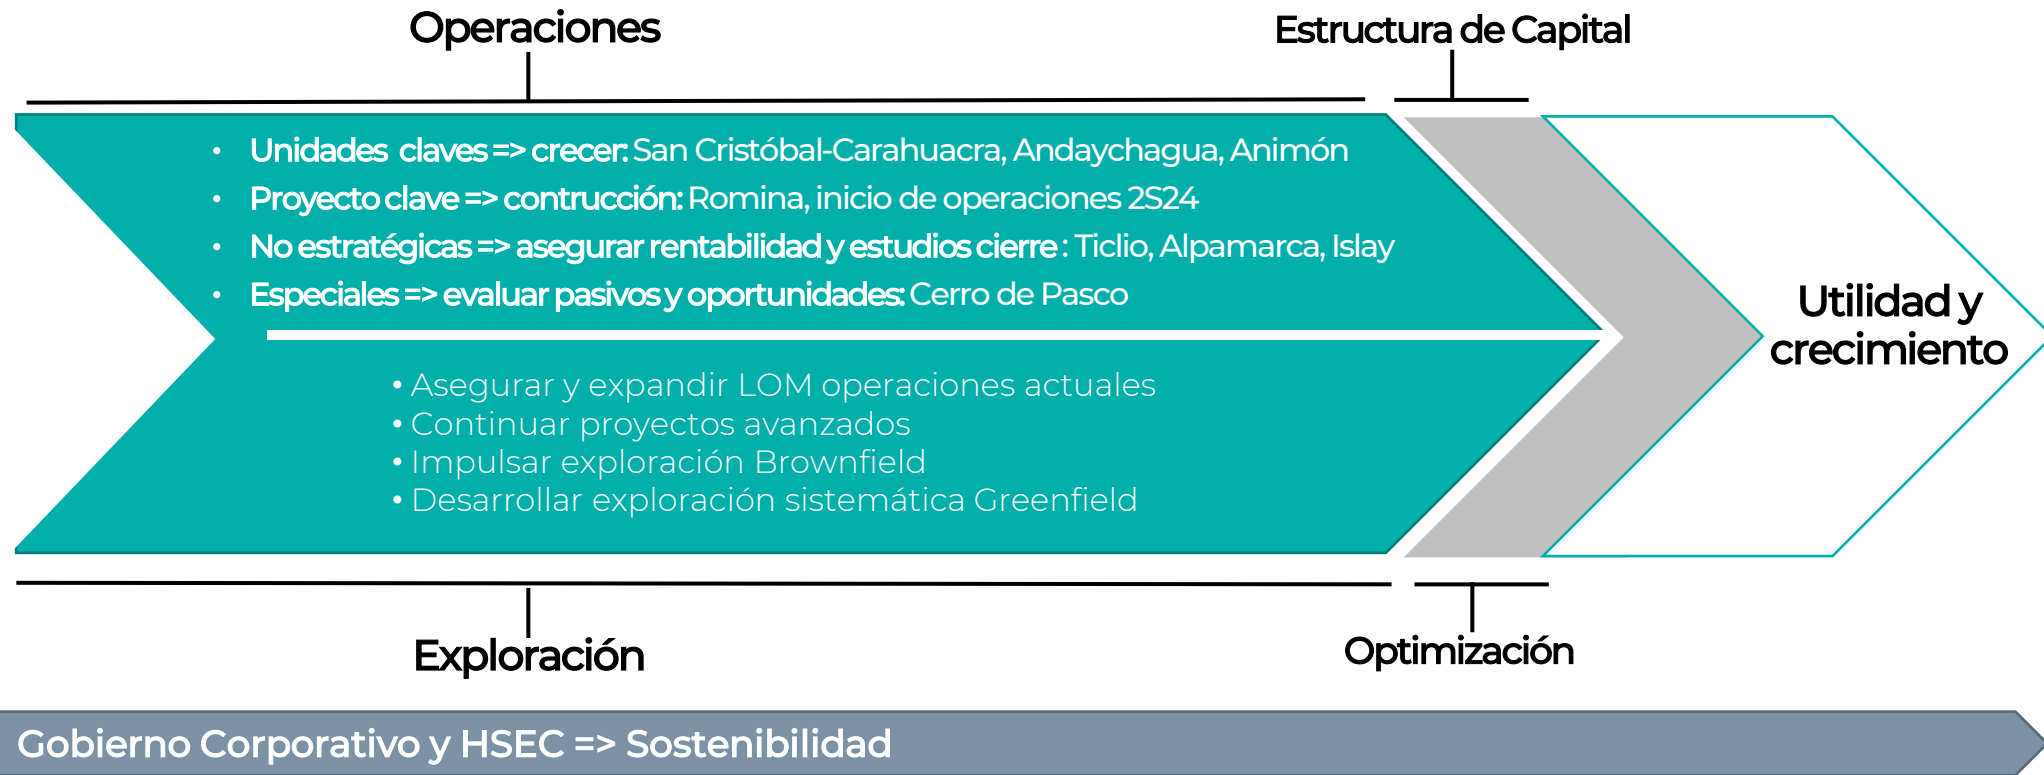 Operaciones
Estructura de Capital
• Unidades claves => crecer: San Cristóbal-Carahuacra, Andaychagua, Animón
• Proyecto clave => contrucción: Romina, inicio de operaciones 2S24
• No estratégicas => asegurar rentabilidad y estudios cierre : Ticlio, Alpamarca, Islay
• Especiales => evaluar pasivos y oportunidades: Cerro de Pasco
Utilidad y
crecimiento
• Asegurar y expandir LOM operaciones actuales
• Continuar proyectos avanzados
• Impulsar exploración Brownfield
• Desarrollar exploración sistemática Greenfield
Exploración
Optimización
Gobierno Corporativo y HSEC => Sostenibilidad